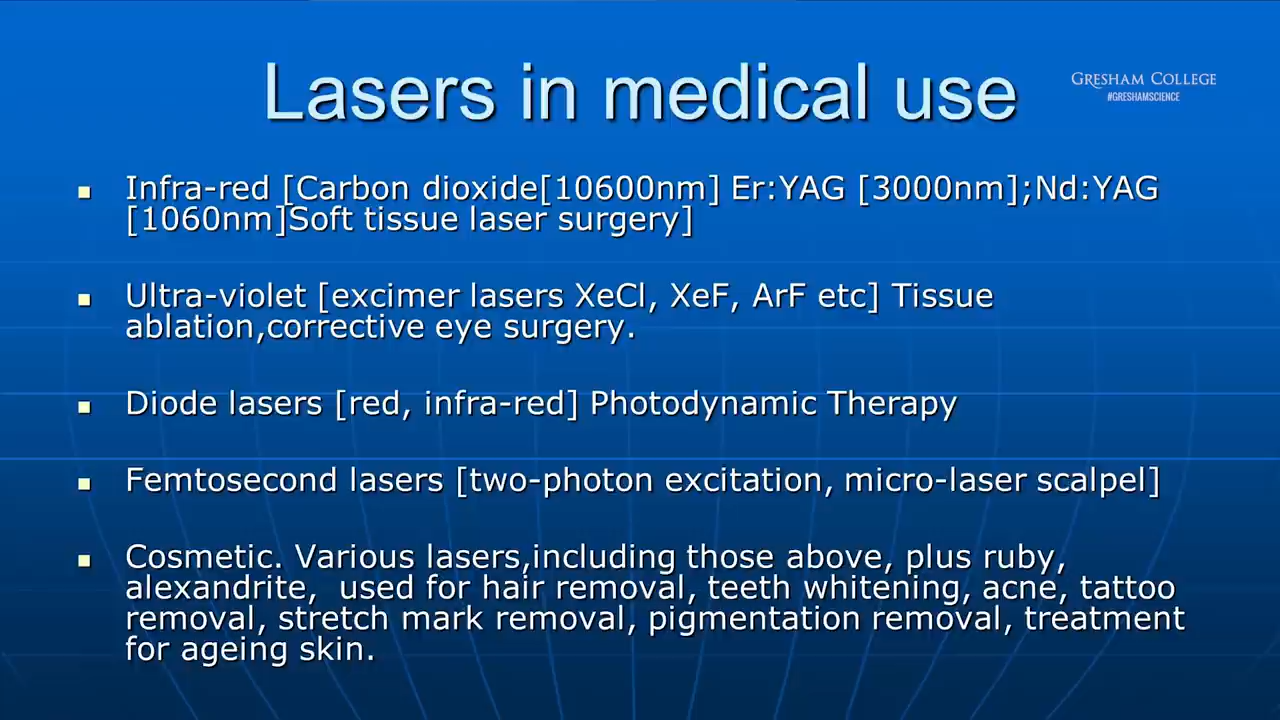 Lasers in medical use
GRESHAM COLLEGE
#GRESHAMSCIENCE
Infra-red [Carbon dioxide[10600nm] Er:YAG [3000nm];Nd:YAG
[1060nm]Soft tissue laser surgery]
Ultra-violet [excimer lasers XeCl, XeF, ArF etc] Tissue
ablation,corrective eye surgery.
Diode lasers [red, infra-red] Photodynamic Therapy
Femtosecond lasers [two-photon excitation, micro-laser scalpel]
Cosmetic. Various lasers,including those above, plus ruby,
alexandrite,  used for hair removal, teeth whitening, acne, tattoo
removal, stretch mark removal, pigmentation removal, treatment
for ageing skin.